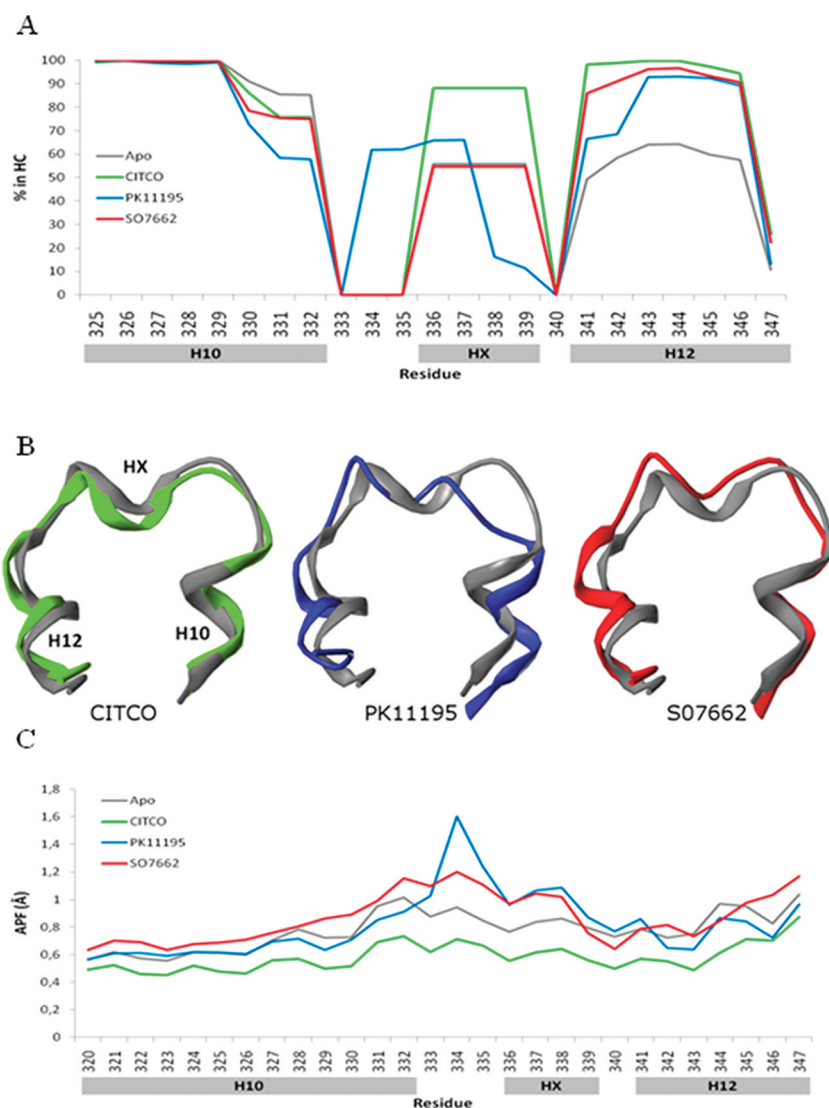 A
% in HC
100
90
80
70
60
50
40
30
20
10
0
Apo
CITCO
PK11195
SO7662
325 326 327 328 329 330 331 332 333 334 335 336 337 338 339 340 341 342 343 344 345 346 347
H10 HX H12
Residue
B
HX
H12
H10
CITCO
PK11195
S07662
C
APF (Å)
1,8
1,6
1,4
1,2
1
0,8
0,6
0,4
0,2
0
Apo
CITCO
PK11195
SO7662
320 321 322 323 324 325 326 327 328 329 330 331 332 333 334 335 336 337 338 339 340 341 342 343 344 345 346 347
H10 HX H12
Residue